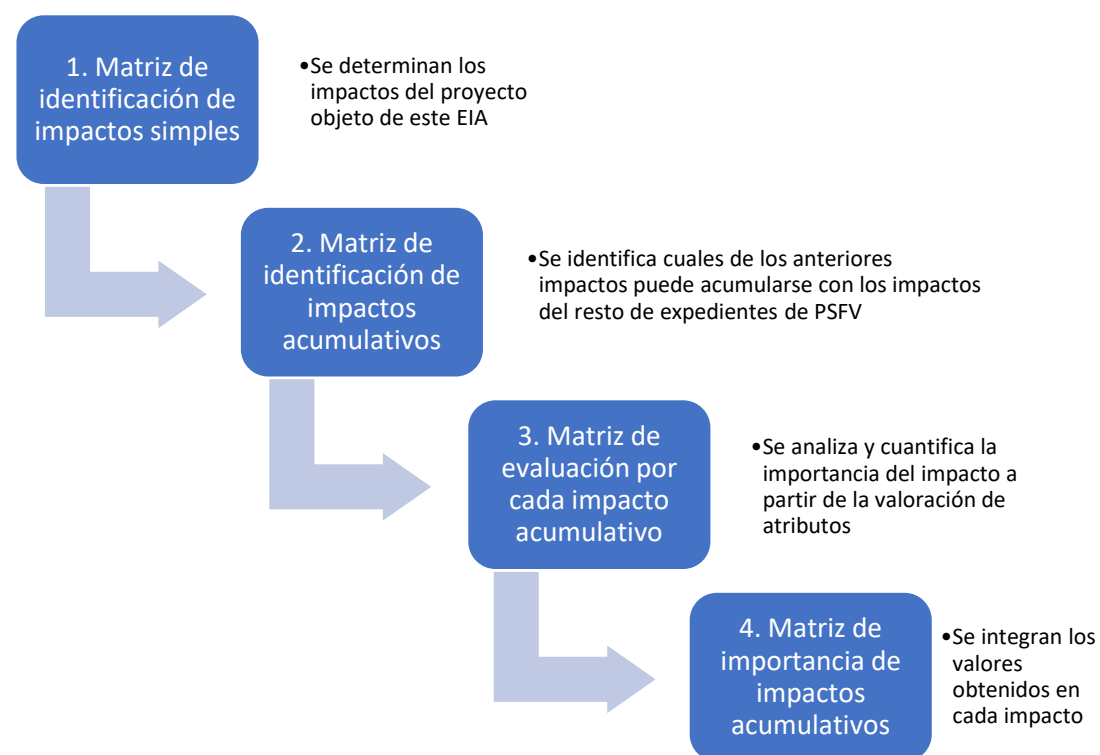 1. Matriz de
identificación de
impactos simples
•Se determinan los
impactos del proyecto
objeto de este EIA
2. Matriz de
identificación de
impactos
acumulativos
•Se identifica cuales de los anteriores
impactos puede acumularse con los impactos
del resto de expedientes de PSFV
3. Matriz de
evaluación por
cada impacto
acumulativo
•Se analiza y cuantifica la
importancia del impacto a
partir de la valoración de
atributos
4. Matriz de
importancia de
impactos
acumulativos
•Se integran los
valores
obtenidos en
cada impacto